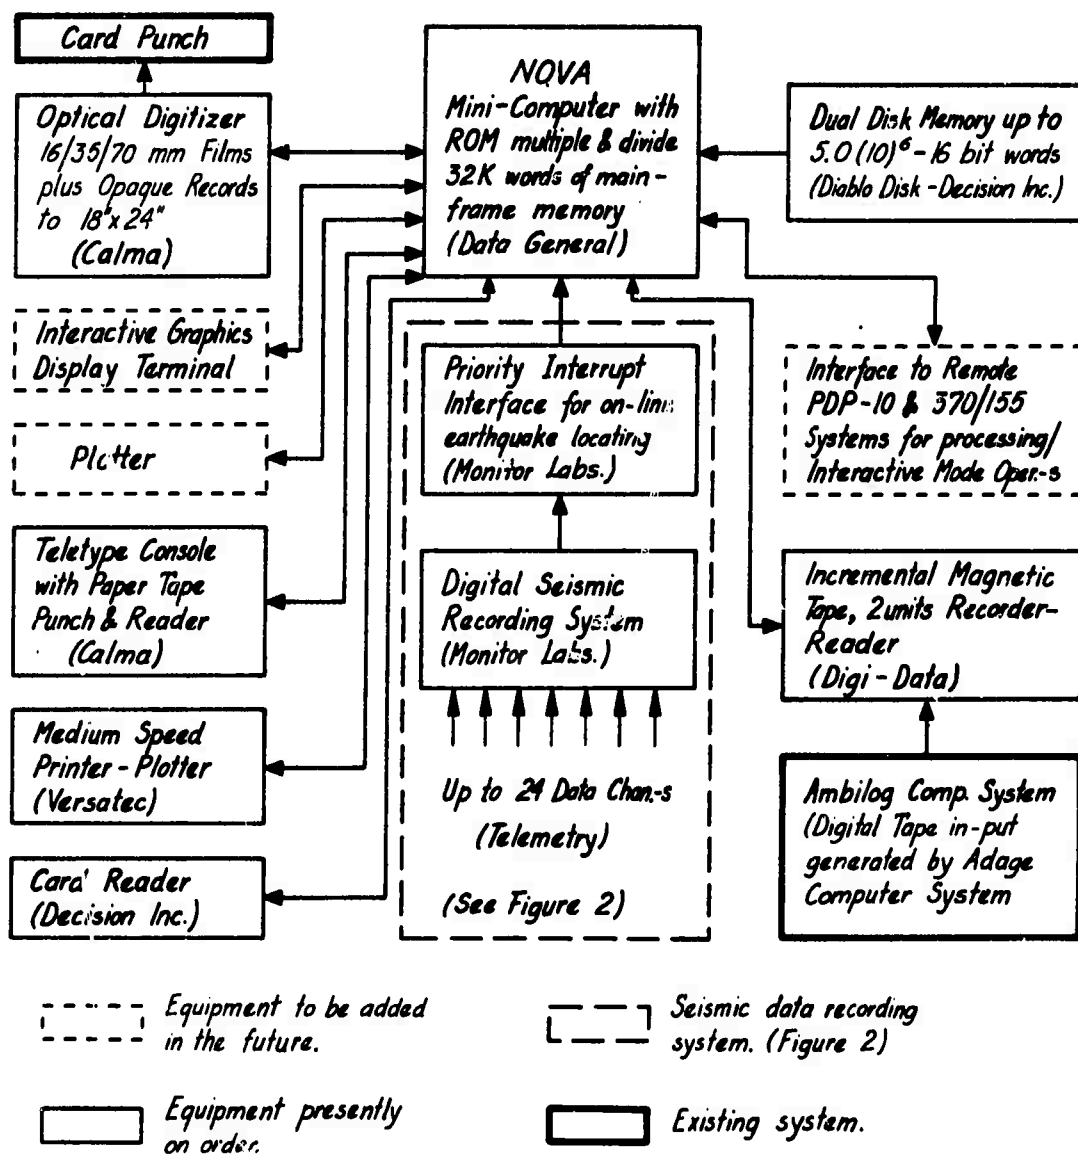 Card Punch
Optical Digitizer
16/35/70 mm Films
plus Opaque Records
to 18"x24"
(Calma)
Interactive Graphics
Display Terminal
Plotter
Teletype Console
with Paper Tape
Punch & Reader
(Calma)
Medium Speed
Printer-Plotter
(Versatec)
Card Reader
(Decision Inc.)
NOVA
Mini-Computer with
ROM multiple & divide
32K words of main-
frame memory
(Data General)
Priority Interrupt
Interface for on-line
earthquake locating
(Monitor Labs.)
Digital Seismic
Recording System
(Monitor Labs.)
Up to 24 Data Chan.-s
(Telemetry)
(See Figure 2)
Dual Disk Memory up to
5.0(10)⁶-16 bit words
(Diablo Disk-Decision Inc.)
Interface to Remote
PDP-10 & 370/155
Systems for processing/
Interactive Mode Oper.-s
Incremental Magnetic
Tape, 2units Recorder-
Reader
(Digi-Data)
Ambilog Comp. System
(Digital Tape in-put
generated by Adage
Computer System
Equipment to be added
in the future.
Seismic data recording
system. (Figure 2)
Equipment presently
on order.
Existing system.